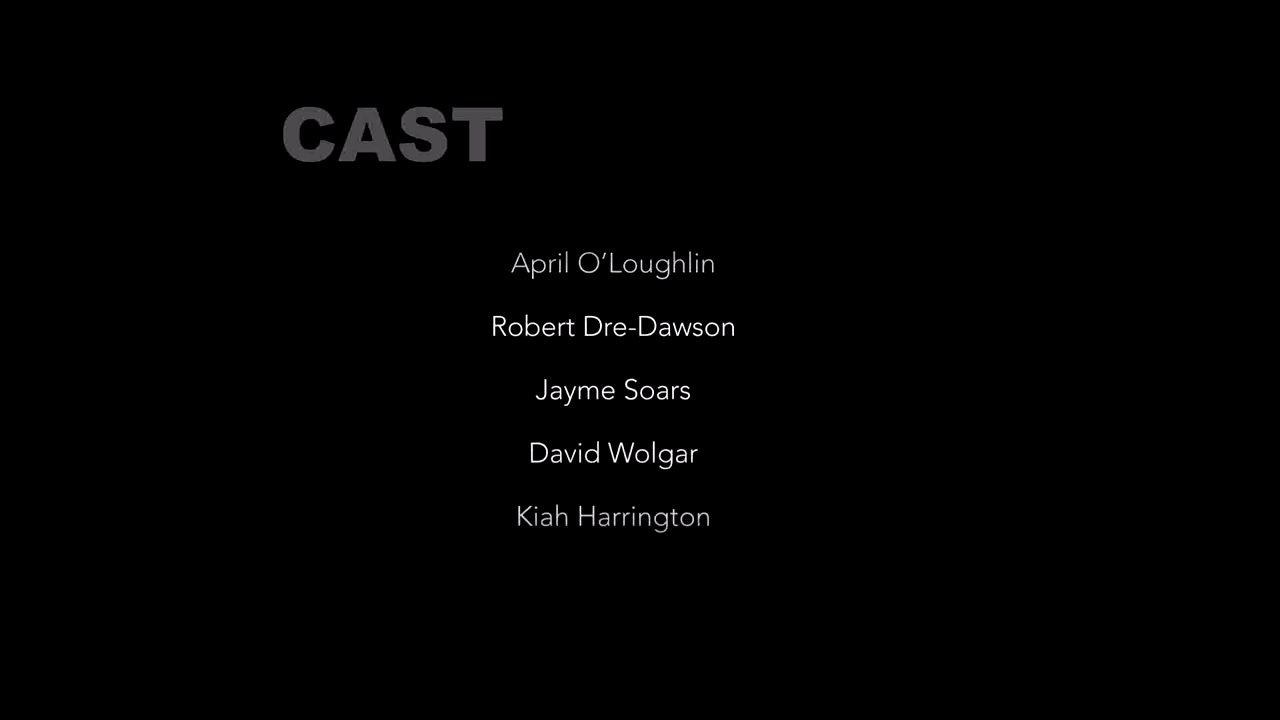 CAST
April O’Loughlin
Robert Dre-Dawson
Jayme Soars
David Wolgar
Kiah Harrington